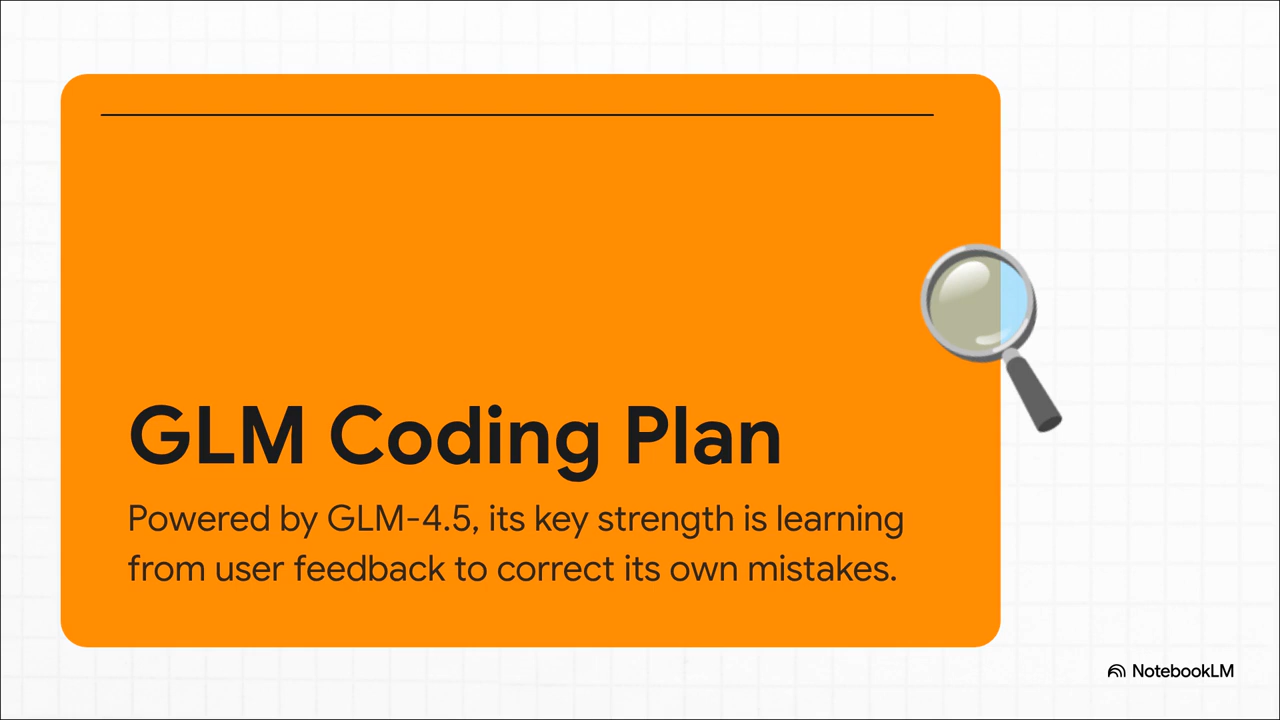 GLM Coding Plan
Powered by GLM-4.5, its key strength is learning
from user feedback to correct its own mistakes.
NotebookLM